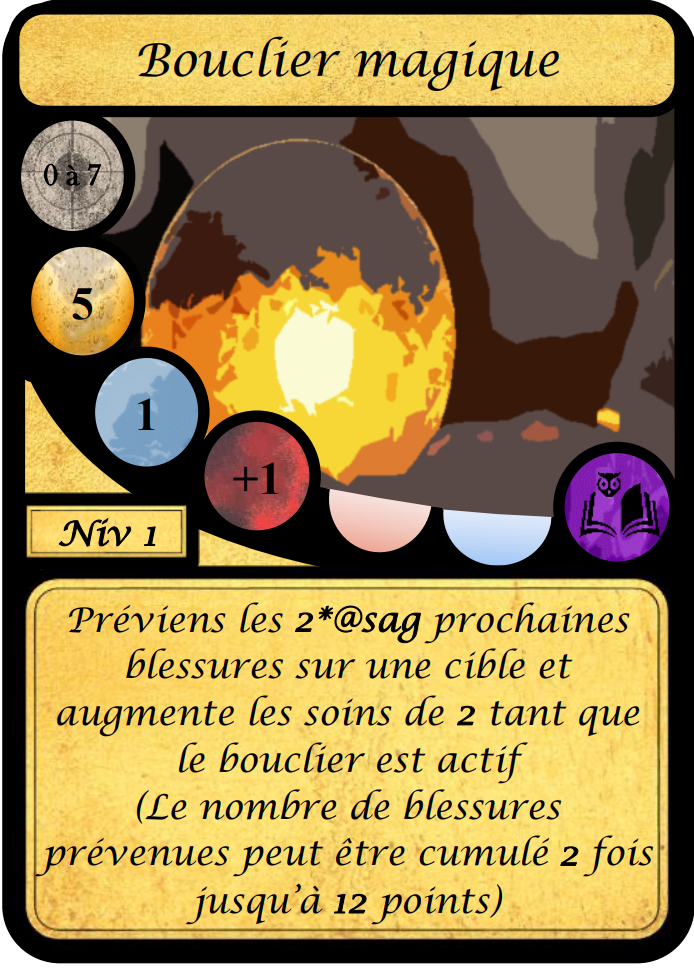 Bouclier magique
0 à 7
5
1
+1
Niv 1
Préviens les 2*@sag prochaines
blessures sur une cible et
augmente les soins de 2 tant que
le bouclier est actif
(Le nombre de blessures
prévenues peut être cumulé 2 fois
jusqu'à 12 points)